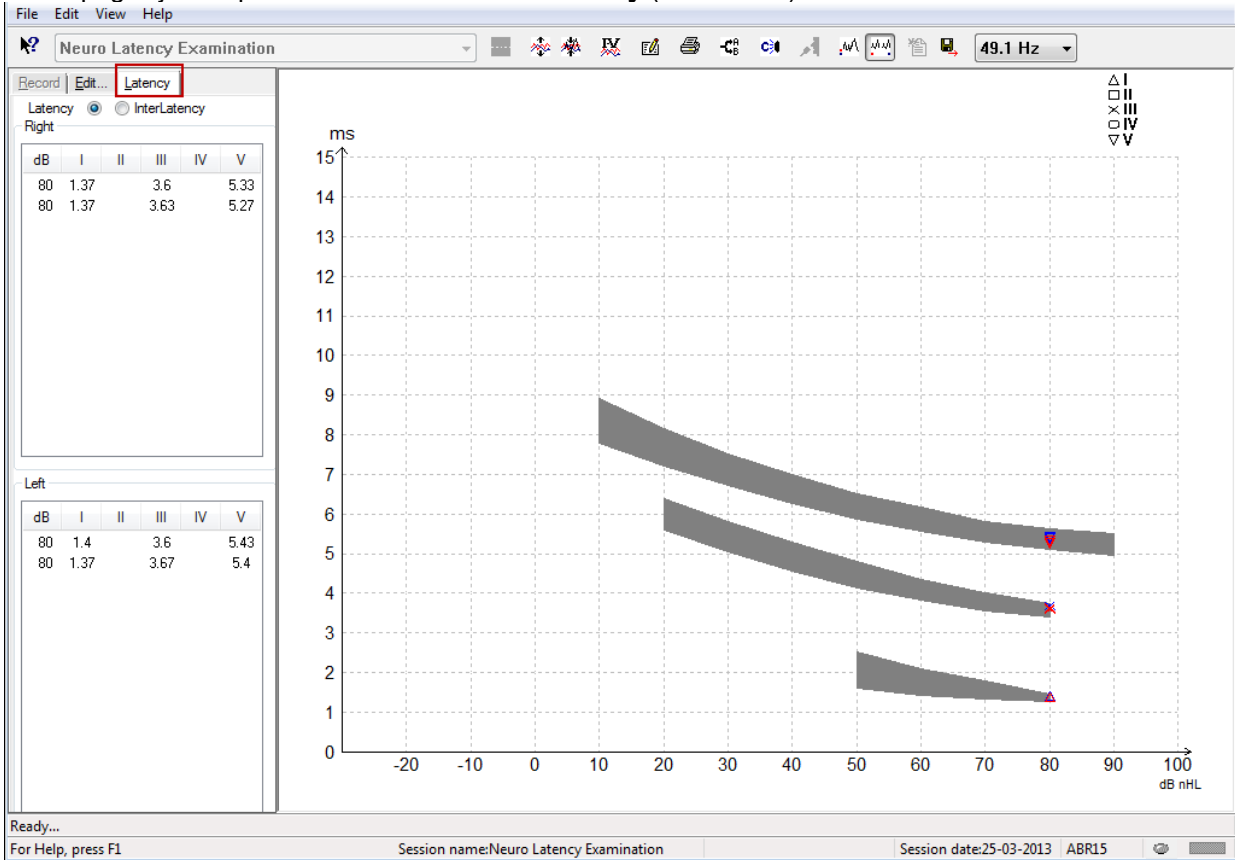 File Edit View Help
Neuro Latency Examination
49.1 Hz
Record Edit... Latency
Latency InterLatency
Right
dB I II III IV V
80 1.37 3.6 5.33
80 1.37 3.63 5.27
Left
dB I II III IV V
80 1.4 3.6 5.43
80 1.37 3.67 5.4
I
II
III
IV
V
ms
15
14
13
12
11
10
9
8
7
6
5
4
3
2
1
0
-20 -10 0 10 20 30 40 50 60 70 80 90 100
dB nHL
Ready...
For Help, press F1 Session name:Neuro Latency Examination Session date:25-03-2013 ABR15